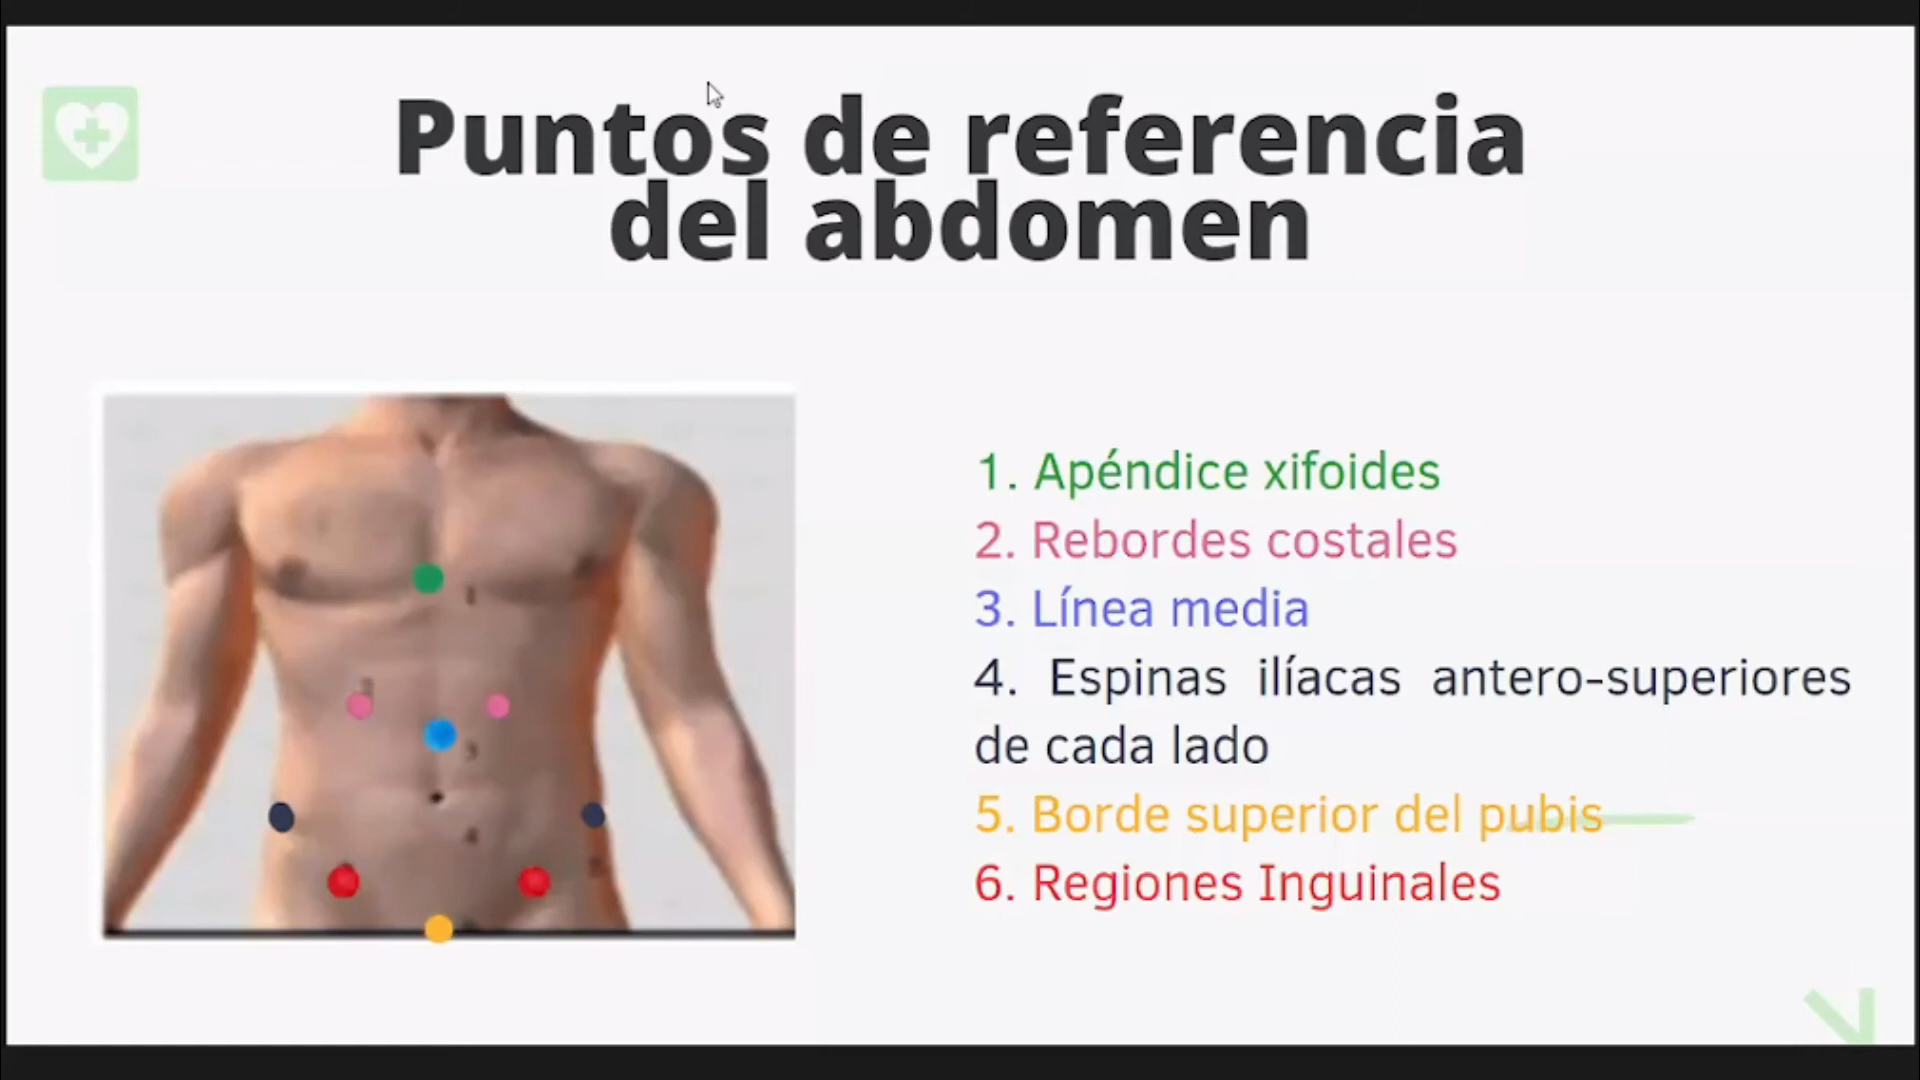 Puntos de referencia
del abdomen
1. Apéndice xifoides
2. Rebordes costales
3. Línea media
4. Espinas ilíacas antero-superiores
de cada lado
5. Borde superior del pubis
6. Regiones Inguinales